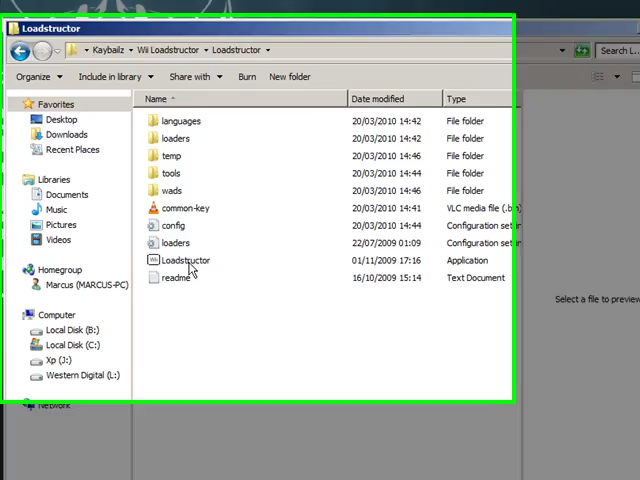 Loadstructor
Kaybailz Wii Loadstructor Loadstructor
Search L...
Organize Include in library Share with Burn New folder
Name Date modified Type
Favorites
Desktop
Downloads
Recent Places
Libraries
Documents
Music
Pictures
Videos
Homegroup
Marcus (MARCUS-PC)
Computer
Local Disk (B:)
Local Disk (C:)
Xp (J:)
Western Digital (L:)
Network
languages 20/03/2010 14:42 File folder
loaders 20/03/2010 14:42 File folder
temp 20/03/2010 14:46 File folder
tools 20/03/2010 14:44 File folder
wads 20/03/2010 14:46 File folder
common-key 20/03/2010 14:41 VLC media file (.bin)
config 20/03/2010 14:44 Configuration settin
loaders 22/07/2009 01:09 Configuration settin
Loadstructor 01/11/2009 17:16 Application
readme 16/10/2009 15:14 Text Document
Select a file to preview